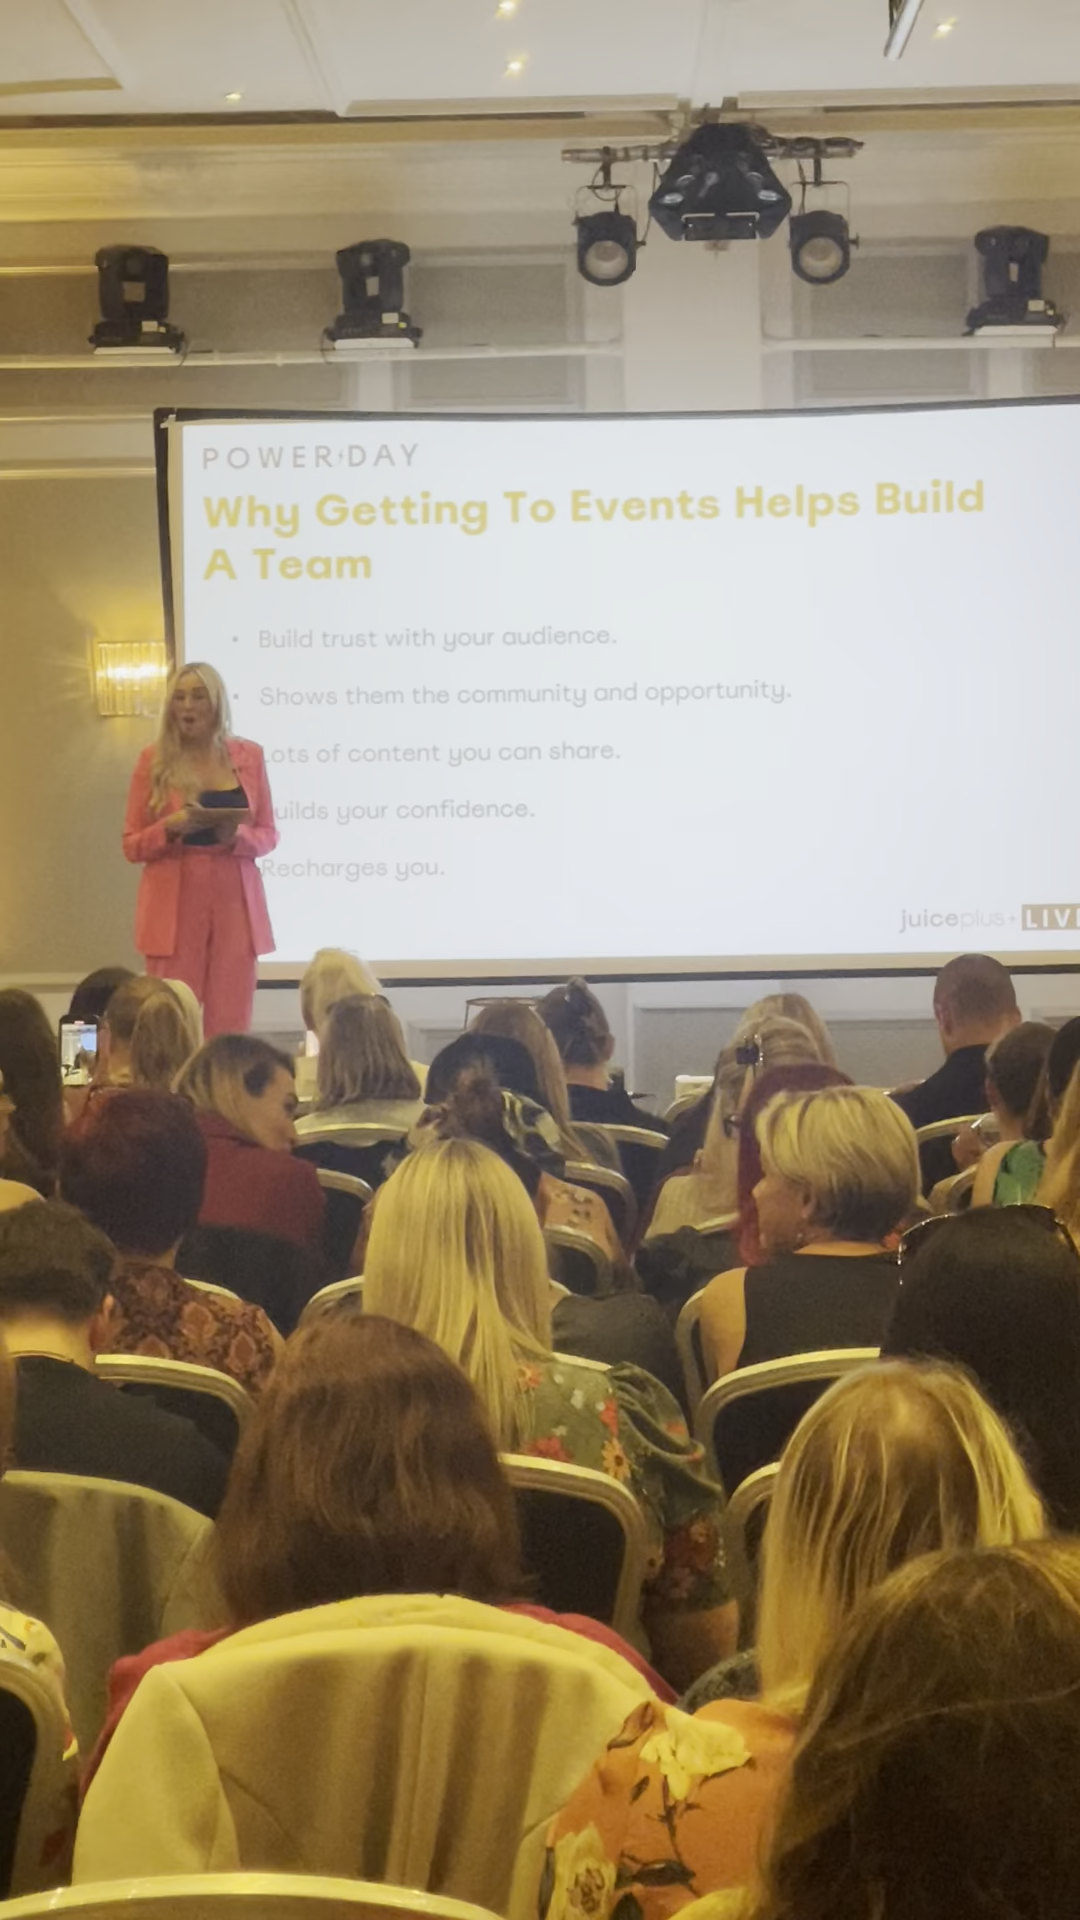 POWER⚡DAY
Why Getting To Events Helps Build
A Team
• Build trust with your audience.
• Shows them the community and opportunity.
Lots of content you can share.
uilds your confidence.
Recharges you.
juiceplus+ LIVE